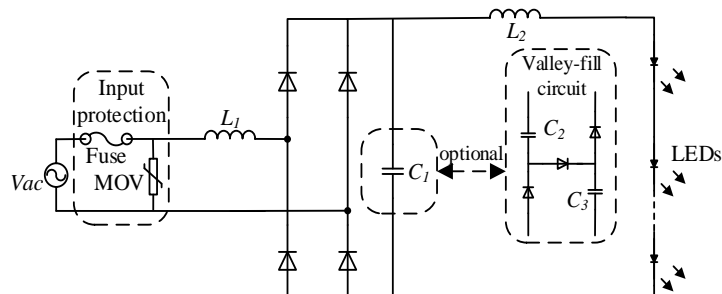 L2
Valley-fill
circuit
Input
protection
L1
C2
Fuse
optional
LEDs
Vac
MOV
C1
C3